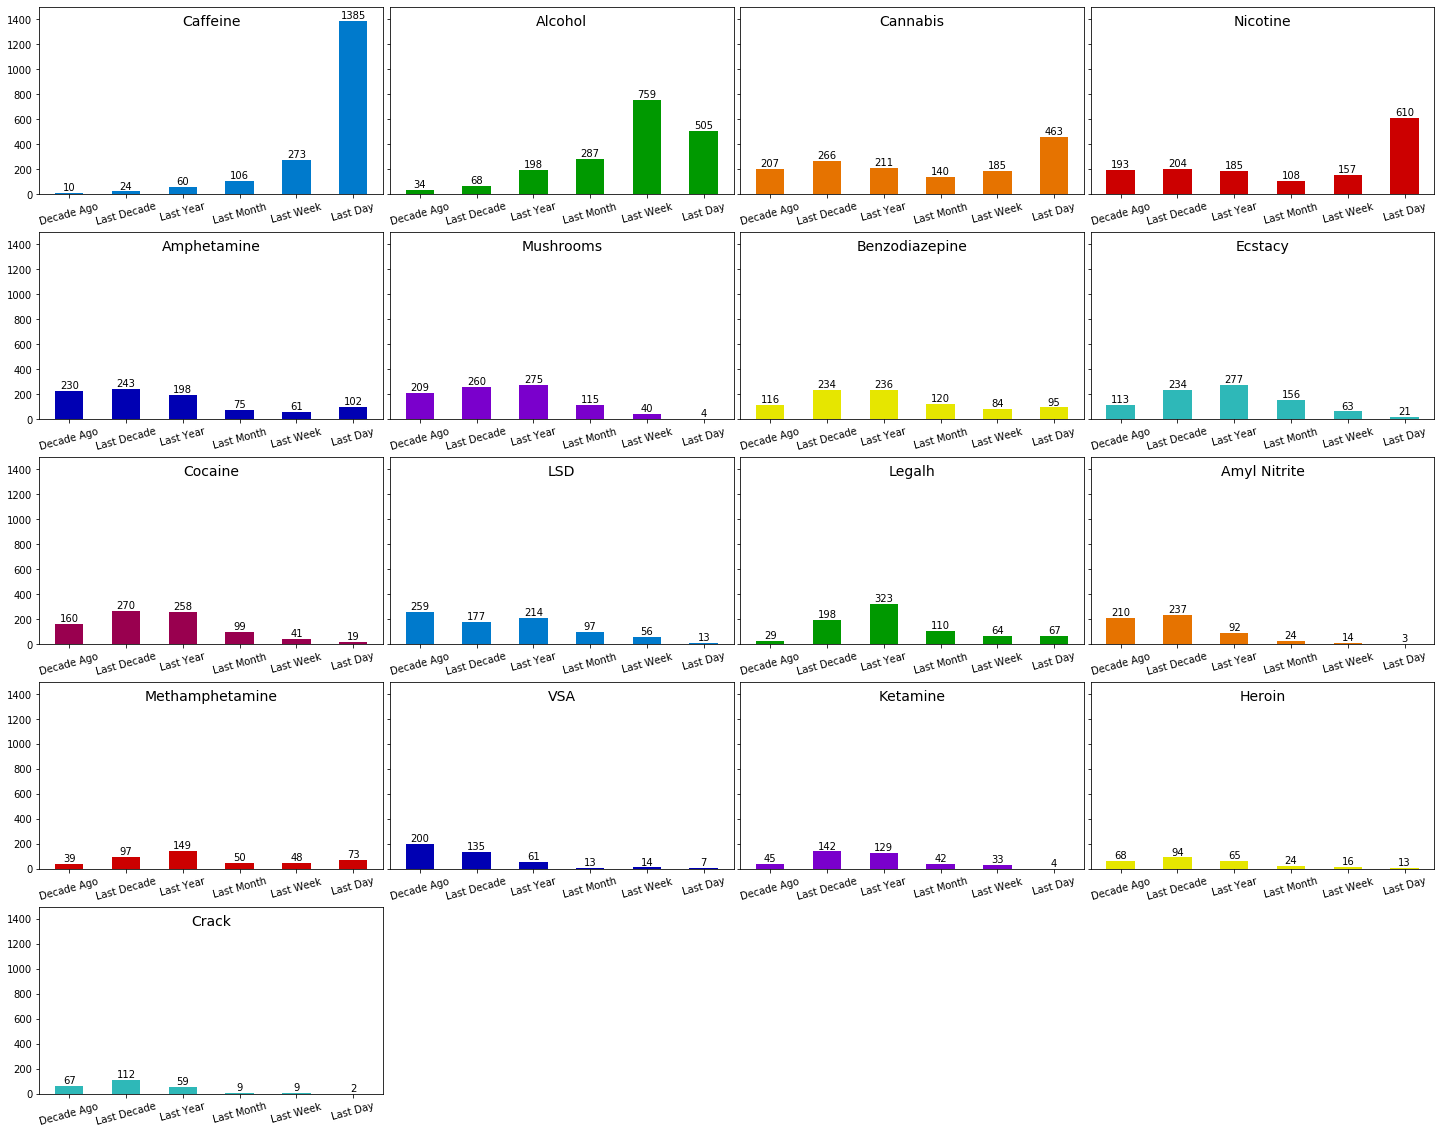 Caffeine Alcohol Cannabis Nicotine
1400
1200
1000
800
600
400
200
0
10 24 60 106 273 1385
34 68 198 287 759 505
207 266 211 140 185 463
193 204 185 108 157 610
Decade Ago Last Decade Last Year Last Month Last Week Last Day
Decade Ago Last Decade Last Year Last Month Last Week Last Day
Decade Ago Last Decade Last Year Last Month Last Week Last Day
Decade Ago Last Decade Last Year Last Month Last Week Last Day
Amphetamine Mushrooms Benzodiazepine Ecstacy
1400
1200
1000
800
600
400
200
0
230 243 198 75 61 102
209 260 275 115 40 4
116 234 236 120 84 95
113 234 277 156 63 21
Decade Ago Last Decade Last Year Last Month Last Week Last Day
Decade Ago Last Decade Last Year Last Month Last Week Last Day
Decade Ago Last Decade Last Year Last Month Last Week Last Day
Decade Ago Last Decade Last Year Last Month Last Week Last Day
Cocaine LSD Legalh Amyl Nitrite
1400
1200
1000
800
600
400
200
0
160 270 258 99 41 19
259 177 214 97 56 13
29 198 323 110 64 67
210 237 92 24 14 3
Decade Ago Last Decade Last Year Last Month Last Week Last Day
Decade Ago Last Decade Last Year Last Month Last Week Last Day
Decade Ago Last Decade Last Year Last Month Last Week Last Day
Decade Ago Last Decade Last Year Last Month Last Week Last Day
Methamphetamine VSA Ketamine Heroin
1400
1200
1000
800
600
400
200
0
39 97 149 50 48 73
200 135 61 13 14 7
45 142 129 42 33 4
68 94 65 24 16 13
Decade Ago Last Decade Last Year Last Month Last Week Last Day
Decade Ago Last Decade Last Year Last Month Last Week Last Day
Decade Ago Last Decade Last Year Last Month Last Week Last Day
Decade Ago Last Decade Last Year Last Month Last Week Last Day
Crack
1400
1200
1000
800
600
400
200
0
67 112 59 9 9 2
Decade Ago Last Decade Last Year Last Month Last Week Last Day